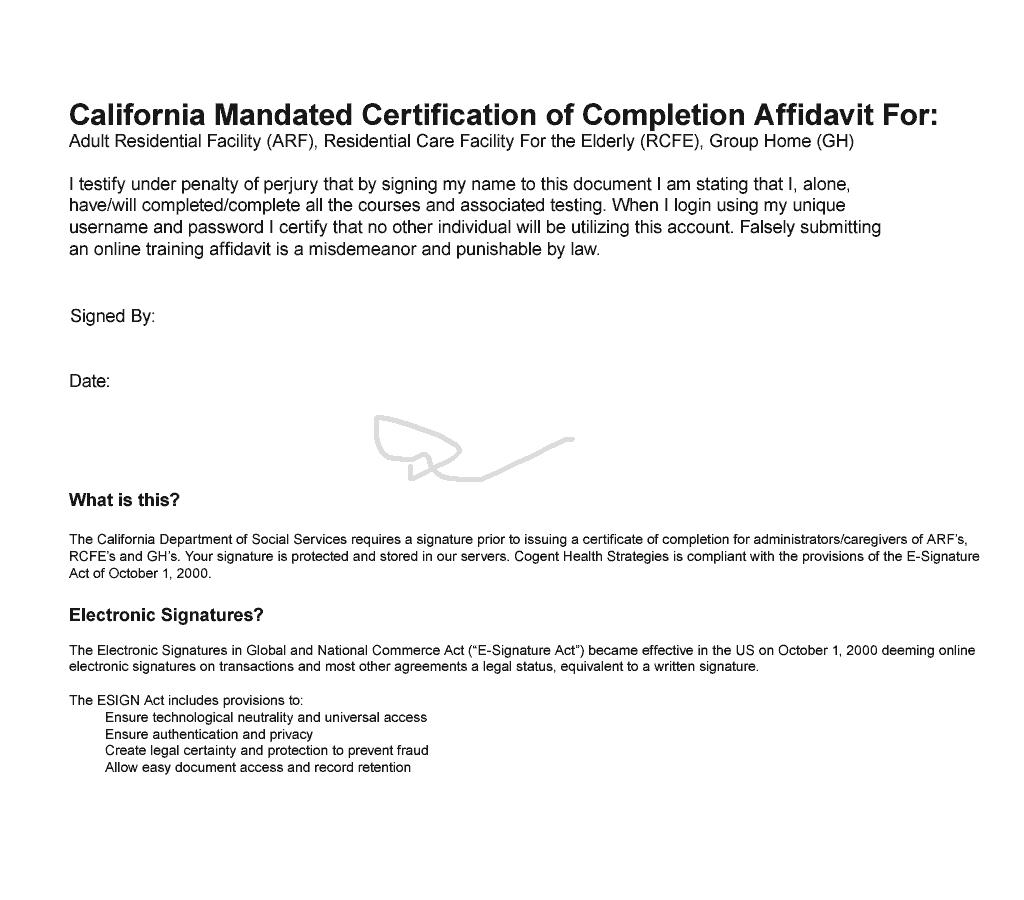 California Mandated Certification of Completion Affidavit For:
Adult Residential Facility (ARF), Residential Care Facility For the Elderly (RCFE), Group Home (GH)
I testify under penalty of perjury that by signing my name to this document I am stating that I, alone,
have/will completed/complete all the courses and associated testing. When I login using my unique
username and password I certify that no other individual will be utilizing this account. Falsely submitting
an online training affidavit is a misdemeanor and punishable by law.
Signed By:
Date:
What is this?
The California Department of Social Services requires a signature prior to issuing a certificate of completion for administrators/caregivers of ARF's,
RCFE's and GH's. Your signature is protected and stored in our servers. Cogent Health Strategies is compliant with the provisions of the E-Signature
Act of October 1, 2000.
Electronic Signatures?
The Electronic Signatures in Global and National Commerce Act (“E-Signature Act”) became effective in the US on October 1, 2000 deeming online
electronic signatures on transactions and most other agreements a legal status, equivalent to a written signature.
The ESIGN Act includes provisions to:
Ensure technological neutrality and universal access
Ensure authentication and privacy
Create legal certainty and protection to prevent fraud
Allow easy document access and record retention